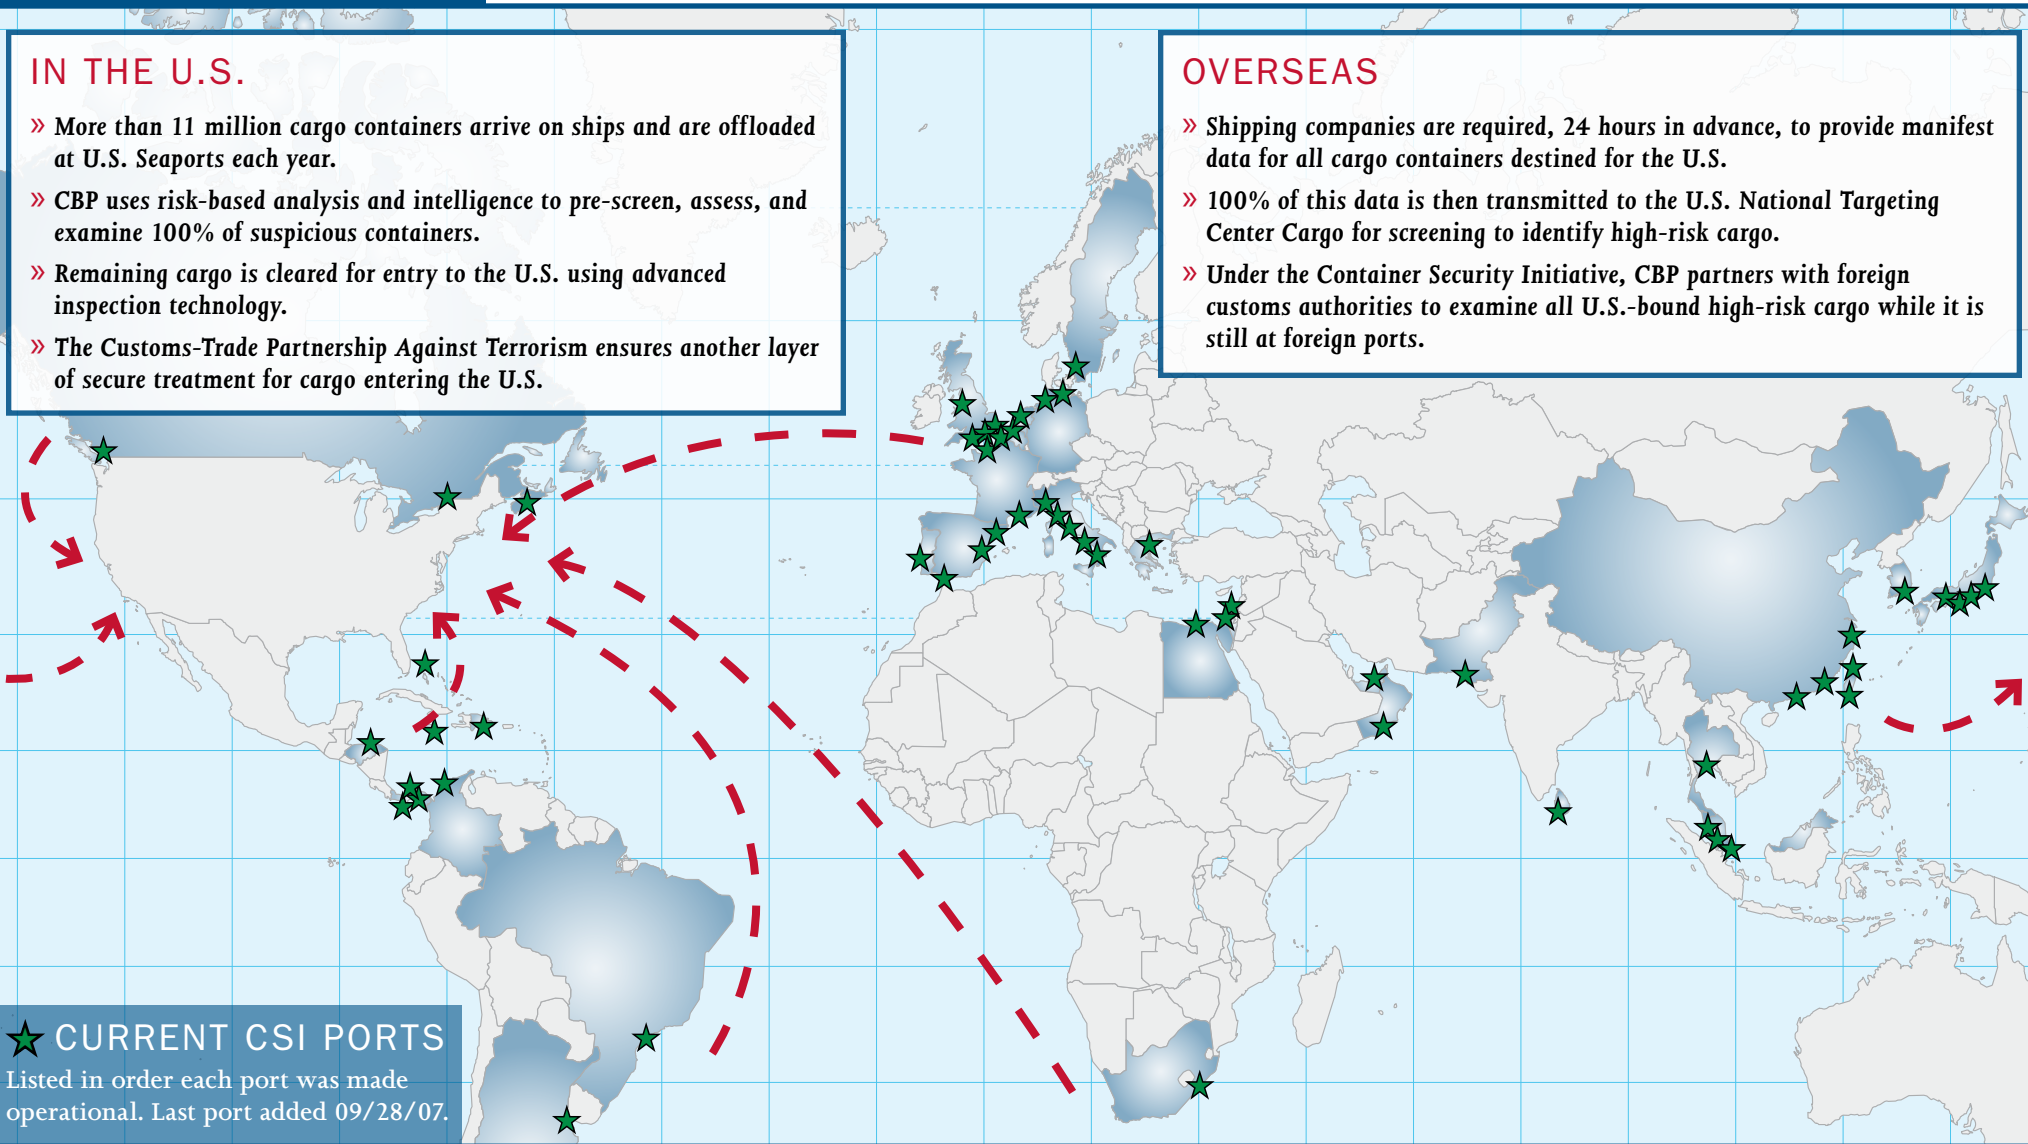 IN THE U.S.
» More than 11 million cargo containers arrive on ships and are offloaded
at U.S. Seaports each year.
» CBP uses risk-based analysis and intelligence to pre-screen, assess, and
examine 100% of suspicious containers.
» Remaining cargo is cleared for entry to the U.S. using advanced
inspection technology.
» The Customs-Trade Partnership Against Terrorism ensures another layer
of secure treatment for cargo entering the U.S.
OVERSEAS
» Shipping companies are required, 24 hours in advance, to provide manifest
data for all cargo containers destined for the U.S.
» 100% of this data is then transmitted to the U.S. National Targeting
Center Cargo for screening to identify high-risk cargo.
» Under the Container Security Initiative, CBP partners with foreign
customs authorities to examine all U.S.-bound high-risk cargo while it is
still at foreign ports.
CURRENT CSI PORTS
Listed in order each port was made
operational. Last port added 09/28/07.